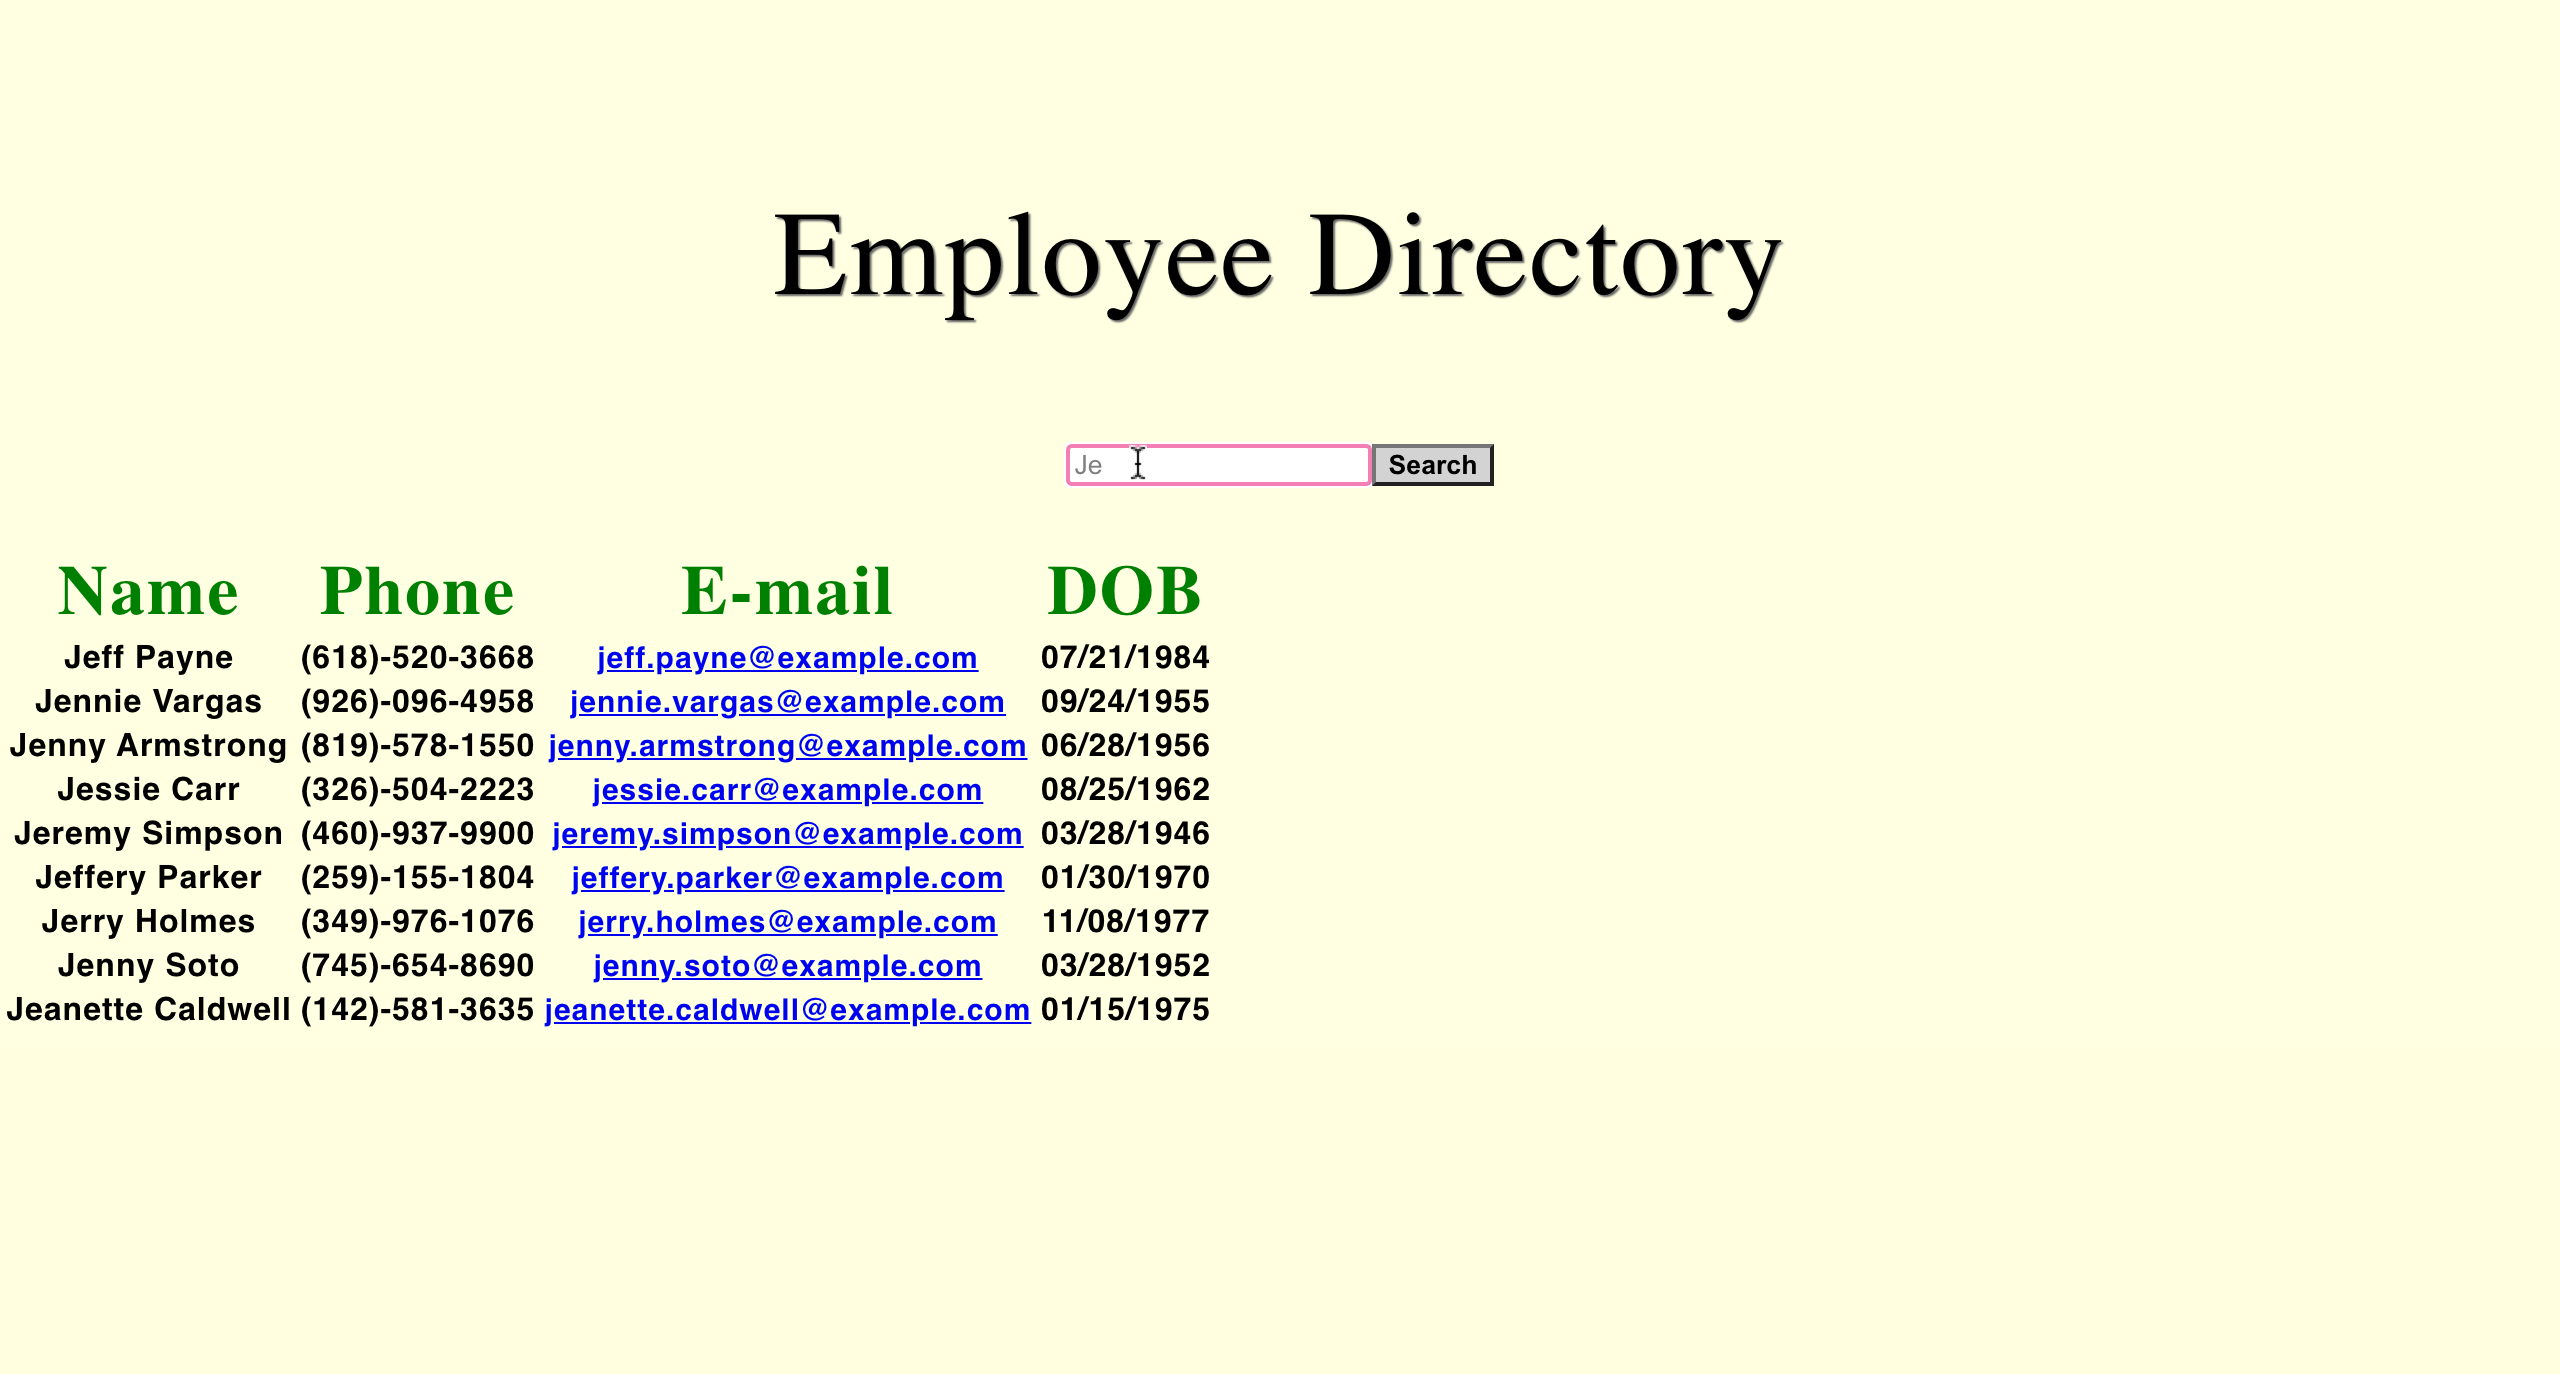 Employee Directory
Je Search
Name Phone E-mail DOB
Jeff Payne (618)-520-3668 jeff.payne@example.com 07/21/1984
Jennie Vargas (926)-096-4958 jennie.vargas@example.com 09/24/1955
Jenny Armstrong (819)-578-1550 jenny.armstrong@example.com 06/28/1956
Jessie Carr (326)-504-2223 jessie.carr@example.com 08/25/1962
Jeremy Simpson (460)-937-9900 jeremy.simpson@example.com 03/28/1946
Jeffery Parker (259)-155-1804 jeffery.parker@example.com 01/30/1970
Jerry Holmes (349)-976-1076 jerry.holmes@example.com 11/08/1977
Jenny Soto (745)-654-8690 jenny.soto@example.com 03/28/1952
Jeanette Caldwell (142)-581-3635 jeanette.caldwell@example.com 01/15/1975